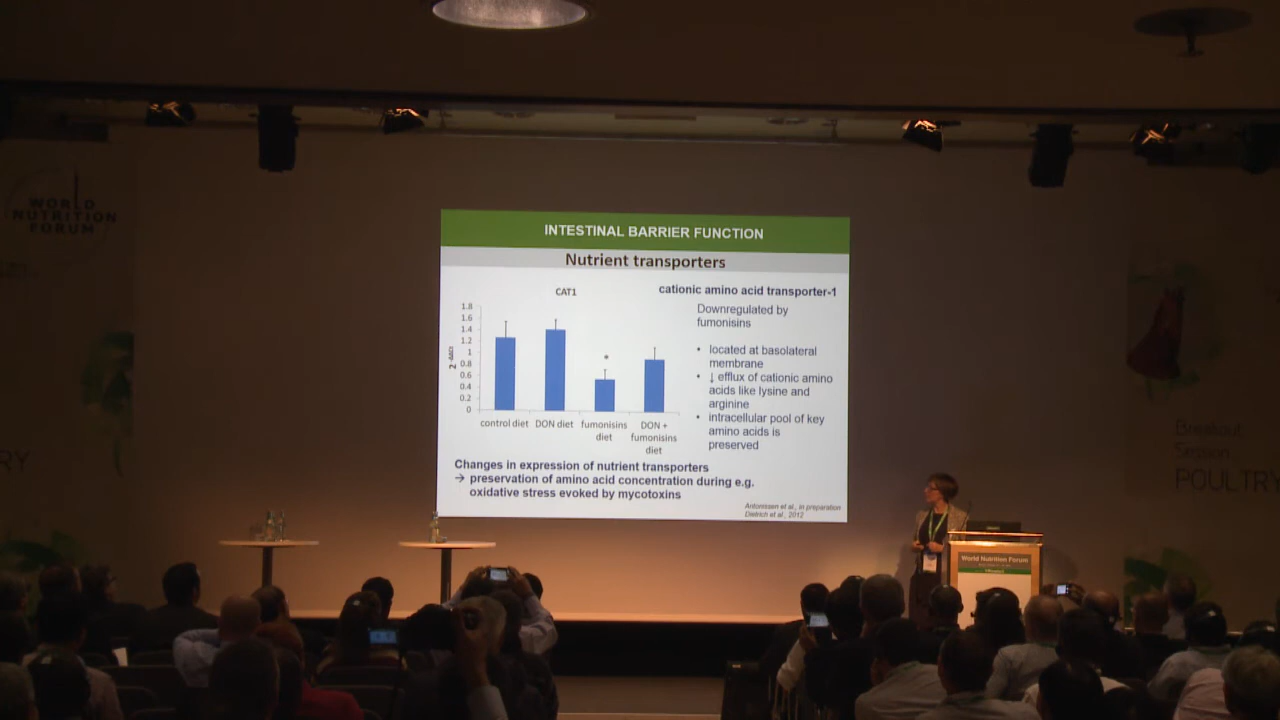 WORLD
NUTRITION
FORUM
INTESTINAL BARRIER FUNCTION
Nutrient transporters
CAT1
1.8
1.6
1.4
1.2
1
0.8
0.6
0.4
0.2
0
*
control diet
DON diet
fumonisins
diet
DON +
fumonisins
diet
cationic amino acid transporter-1
Downregulated by
fumonisins
• located at basolateral
membrane
• ↓ efflux of cationic amino
acids like lysine and
arginine
• intracellular pool of key
amino acids is
preserved
Changes in expression of nutrient transporters
→ preservation of amino acid concentration during e.g.
oxidative stress evoked by mycotoxins
Antonissen et al., in preparation
Dietrich et al., 2012
RY
Breakout
Session
POULTRY
World Nutrition Forum